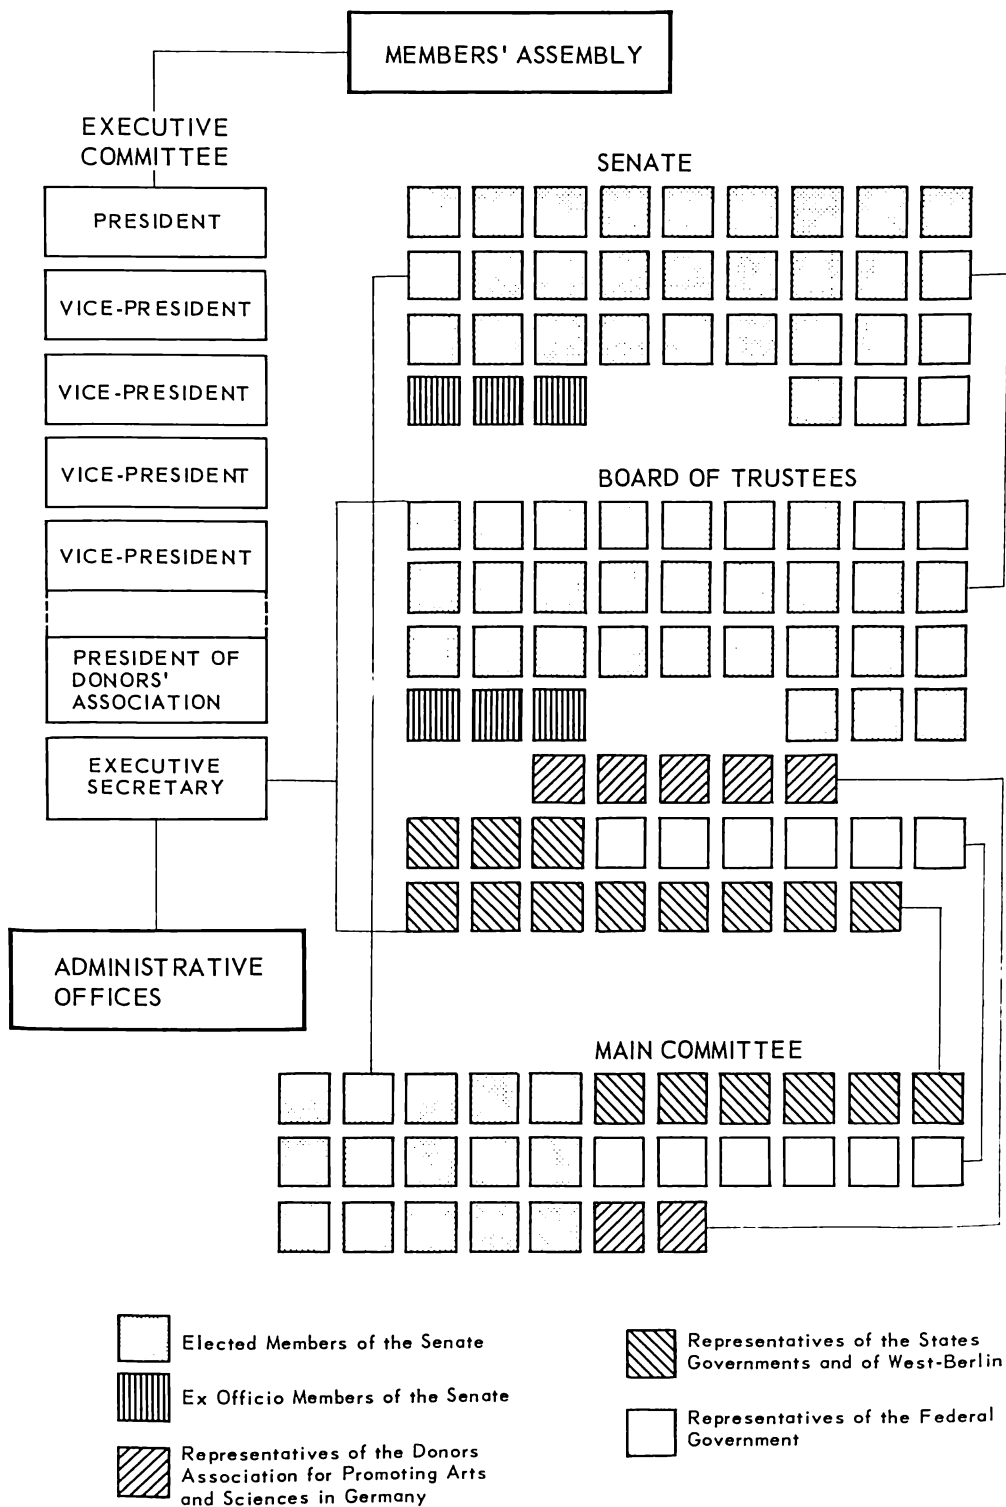 MEMBERS' ASSEMBLY
EXECUTIVE
COMMITTEE
PRESIDENT
VICE-PRESIDENT
VICE-PRESIDENT
VICE-PRESIDENT
VICE-PRESIDENT
PRESIDENT OF
DONORS'
ASSOCIATION
EXECUTIVE
SECRETARY
ADMINISTRATIVE
OFFICES
SENATE
BOARD OF TRUSTEES
MAIN COMMITTEE
Elected Members of the Senate
Ex Officio Members of the Senate
Representatives of the Donors
Association for Promoting Arts
and Sciences in Germany
Representatives of the States
Governments and of West-Berlin
Representatives of the Federal
Government